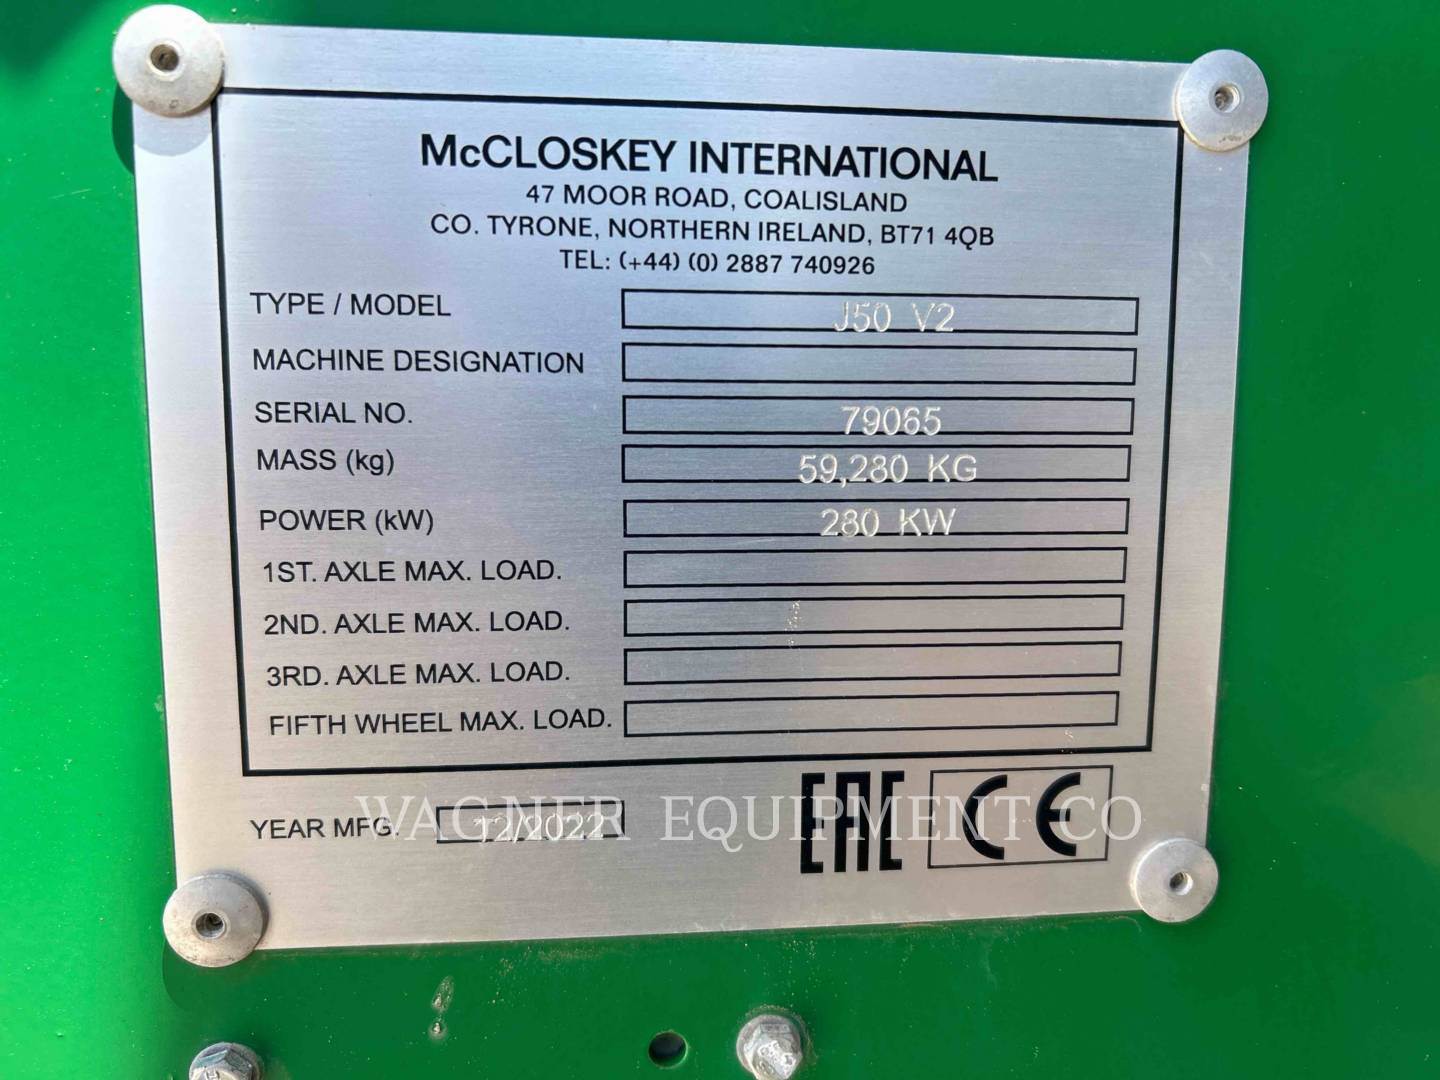 McCLOSKEY INTERNATIONAL
47 MOOR ROAD, COALISLAND
CO. TYRONE, NORTHERN IRELAND, BT71 4QB
TEL: (+44) (0) 2887 740926
TYPE / MODEL J50 V2
MACHINE DESIGNATION
SERIAL NO. 79065
MASS (kg) 59,280 KG
POWER (kW) 280 KW
1ST. AXLE MAX. LOAD.
2ND. AXLE MAX. LOAD.
3RD. AXLE MAX. LOAD.
FIFTH WHEEL MAX. LOAD.
YEAR MFG. 12/2022 EAC CE
WAGNER EQUIPMENT CO